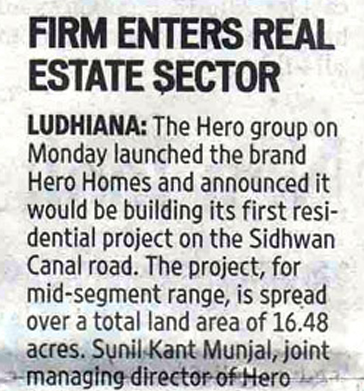 FIRM ENTERS REAL
ESTATE SECTOR
LUDHIANA: The Hero group on
Monday launched the brand
Hero Homes and announced it
would be building its first resi-
dential project on the Sidhwan
Canal road. The project, for
mid-segment range, is spread
over a total land area of 16.48
acres. Sunil Kant Munjal, joint
managing director of Hero